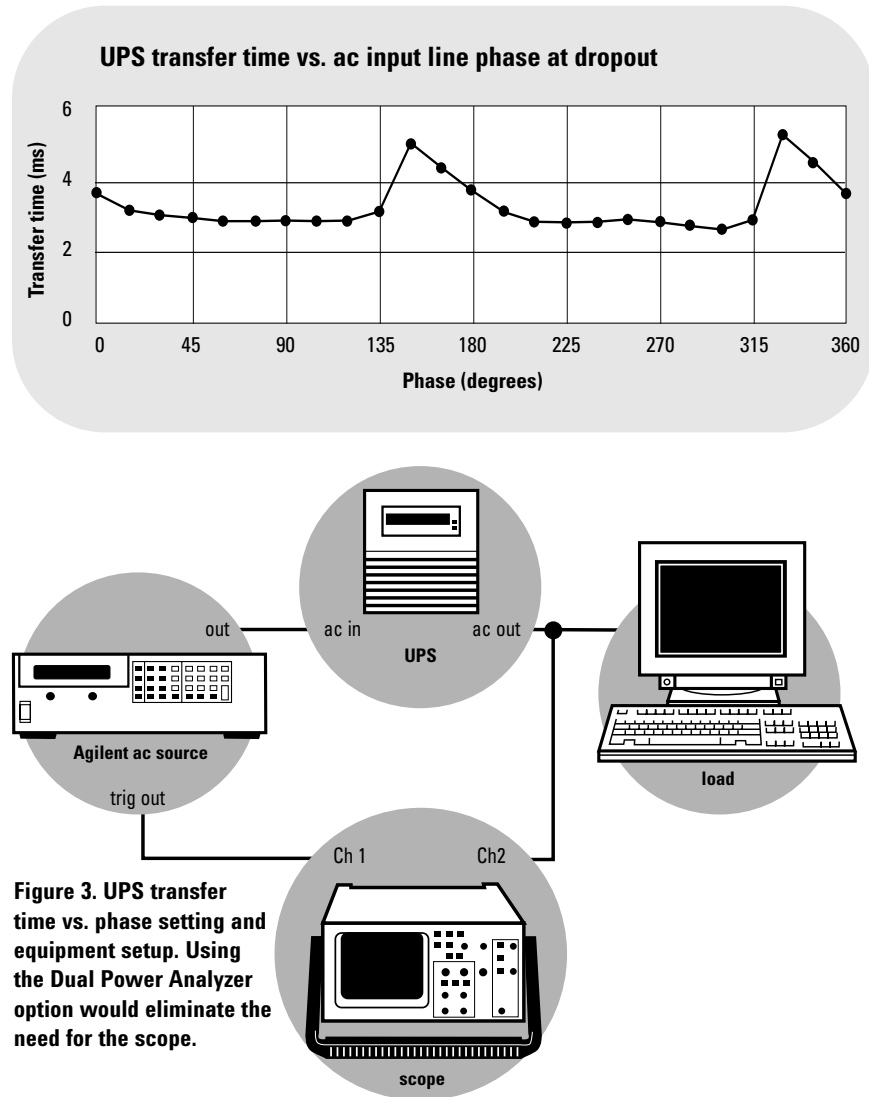 UPS transfer time vs. ac input line phase at dropout
Transfer time (ms)
6
4
2
0
0 45 90 135 180 225 270 315 360
Phase (degrees)
out
ac in
ac out
UPS
Agilent ac source
load
trig out
Ch 1
Ch2
Figure 3. UPS transfer
time vs. phase setting and
equipment setup. Using
the Dual Power Analyzer
option would eliminate the
need for the scope.
scope